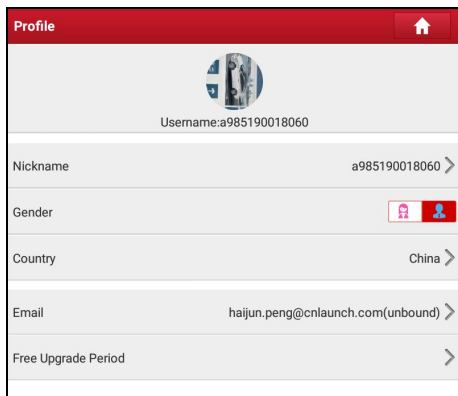 Profile
Username:a985190018060
Nickname a985190018060
Gender
Country China
Email haijun.peng@cnlaunch.com(unbound)
Free Upgrade Period